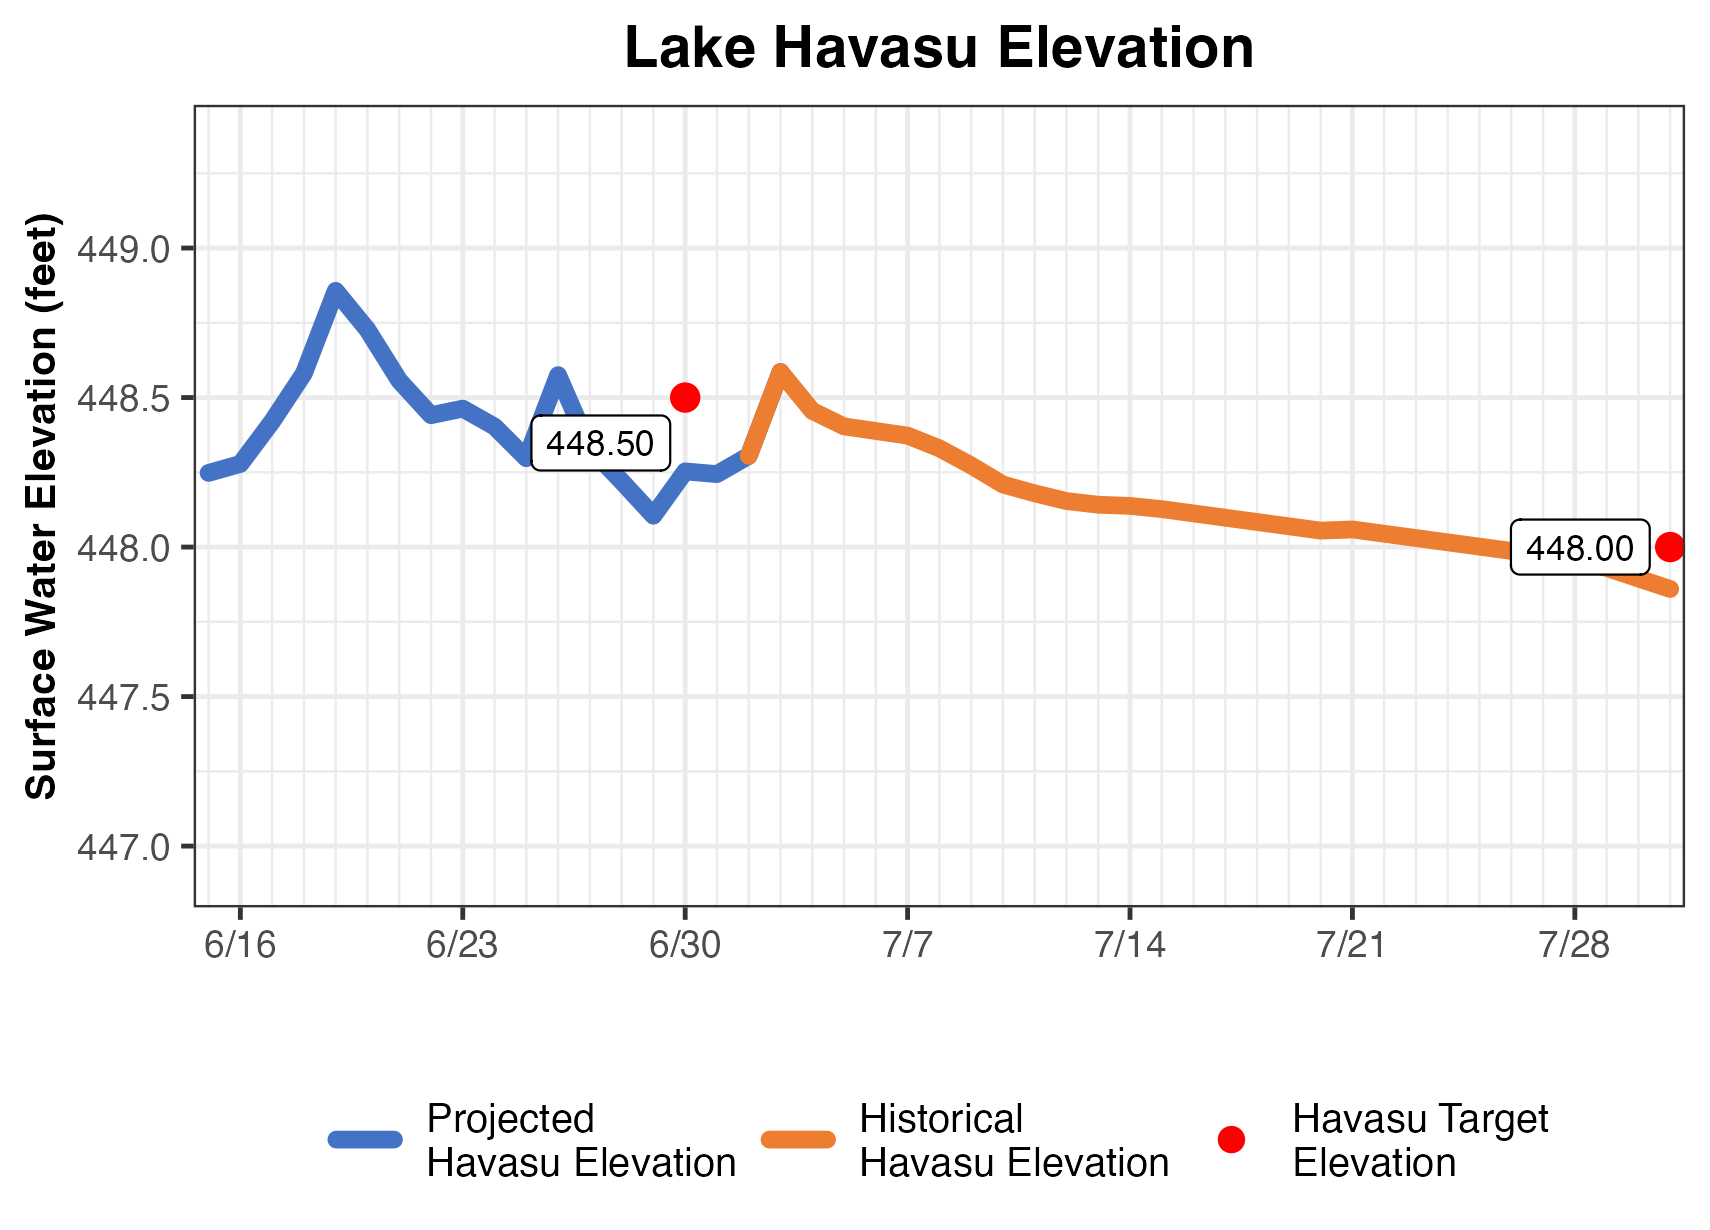 Lake Havasu Elevation
Surface Water Elevation (feet)
449.0
448.5
448.0
447.5
447.0
448.50
448.00
6/16
6/23
6/30
7/7
7/14
7/21
7/28
Projected
Havasu Elevation
Historical
Havasu Elevation
Havasu Target
Elevation